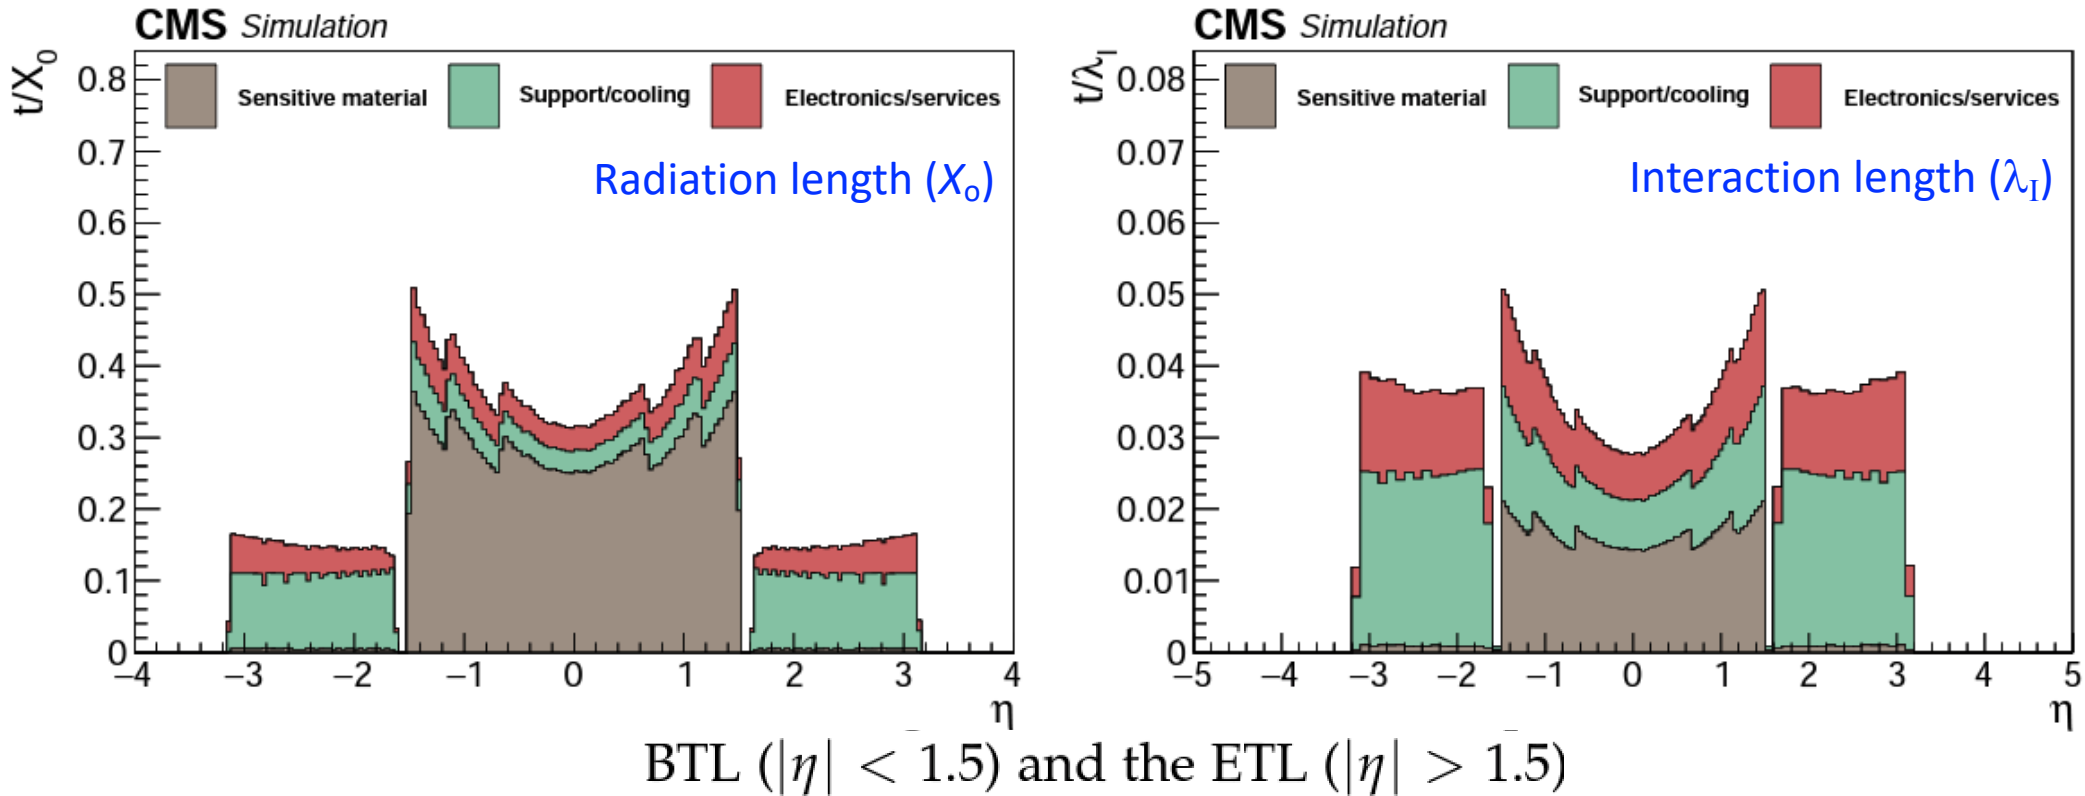 CMS Simulation
t/X0
0.8
0.7
0.6
0.5
0.4
0.3
0.2
0.1
0
Sensitive material
Support/cooling
Electronics/services
Radiation length (Xo)
−4 −3 −2 −1 0 1 2 3 4
η
CMS Simulation
t/λI
0.08
0.07
0.06
0.05
0.04
0.03
0.02
0.01
0
Sensitive material
Support/cooling
Electronics/services
Interaction length (λI)
−5 −4 −3 −2 −1 0 1 2 3 4 5
η
BTL (|η| < 1.5) and the ETL (|η| > 1.5)